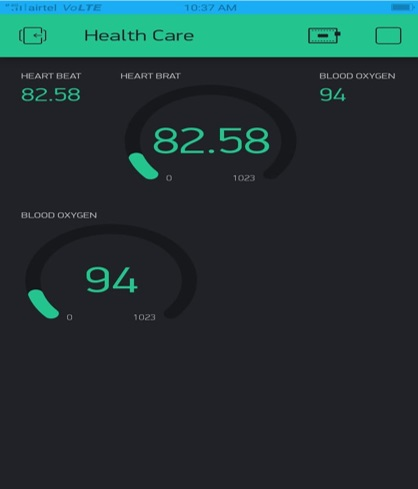 airtel VoLTE 10:37 AM
Health Care
HEART BEAT HEART BRAT BLOOD OXYGEN
82.58 94
82.58
0 1023
BLOOD OXYGEN
94
0 1023